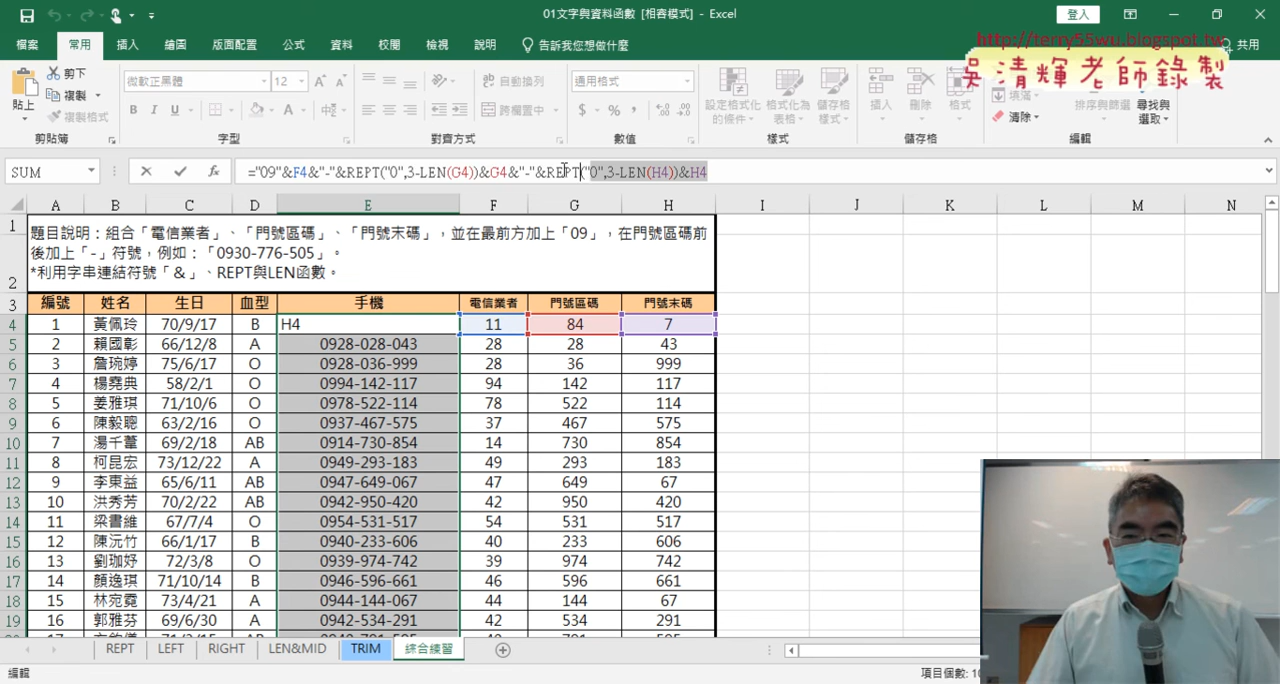 01文字與資料函數 [相容模式] - Excel
登入
檔案 常用 插入 繪圖 版面配置 公式 資料 校閱 檢視 說明 告訴我您想做什麼
http://terry55wu.blogspot.tw
共用
吳清輝老師錄製
貼上
剪下
複製
複製格式
剪貼簿
微軟正黑體 12
B I U
字型
自動換列
跨欄置中
對齊方式
通用格式
$ % ,
數值
設定格式化的條件
格式化為表格
儲存格樣式
樣式
插入 刪除 格式
儲存格
填滿
清除
排序與篩選
尋找與選取
編輯
SUM
="09"&F4&"-"&REPT("0",3-LEN(G4))&G4&"-"&REPT("0",3-LEN(H4))&H4
A B C D E F G H I J K L M N
1 題目說明：組合「電信業者」、「門號區碼」、「門號末碼」，並在最前方加上「09」，在門號區碼前
後加上「-」符號，例如：「0930-776-505」。
2 *利用字串連結符號「&」、REPT與LEN函數。
3 編號 姓名 生日 血型 手機 電信業者 門號區碼 門號末碼
4 1 黃佩玲 70/9/17 B H4 11 84 7
5 2 賴國彰 66/12/8 A 0928-028-043 28 28 43
6 3 詹琬婷 75/6/17 O 0928-036-999 28 36 999
7 4 楊堯典 58/2/1 O 0994-142-117 94 142 117
8 5 姜雅琪 71/10/6 O 0978-522-114 78 522 114
9 6 陳毅聰 63/2/16 O 0937-467-575 37 467 575
10 7 湯千蕙 69/2/18 AB 0914-730-854 14 730 854
11 8 柯昆宏 73/12/22 A 0949-293-183 49 293 183
12 9 李東益 65/6/11 AB 0947-649-067 47 649 67
13 10 洪秀芳 70/2/22 AB 0942-950-420 42 950 420
14 11 梁書維 67/7/4 O 0954-531-517 54 531 517
15 12 陳沅竹 66/1/17 B 0940-233-606 40 233 606
16 13 劉珈妤 72/3/8 O 0939-974-742 39 974 742
17 14 顏逸琪 71/10/14 B 0946-596-661 46 596 661
18 15 林宛霓 73/4/21 A 0944-144-067 44 144 67
19 16 郭雅芬 69/6/30 A 0942-534-291 42 534 291
REPT LEFT RIGHT LEN&MID TRIM 綜合練習
編輯
項目個數: